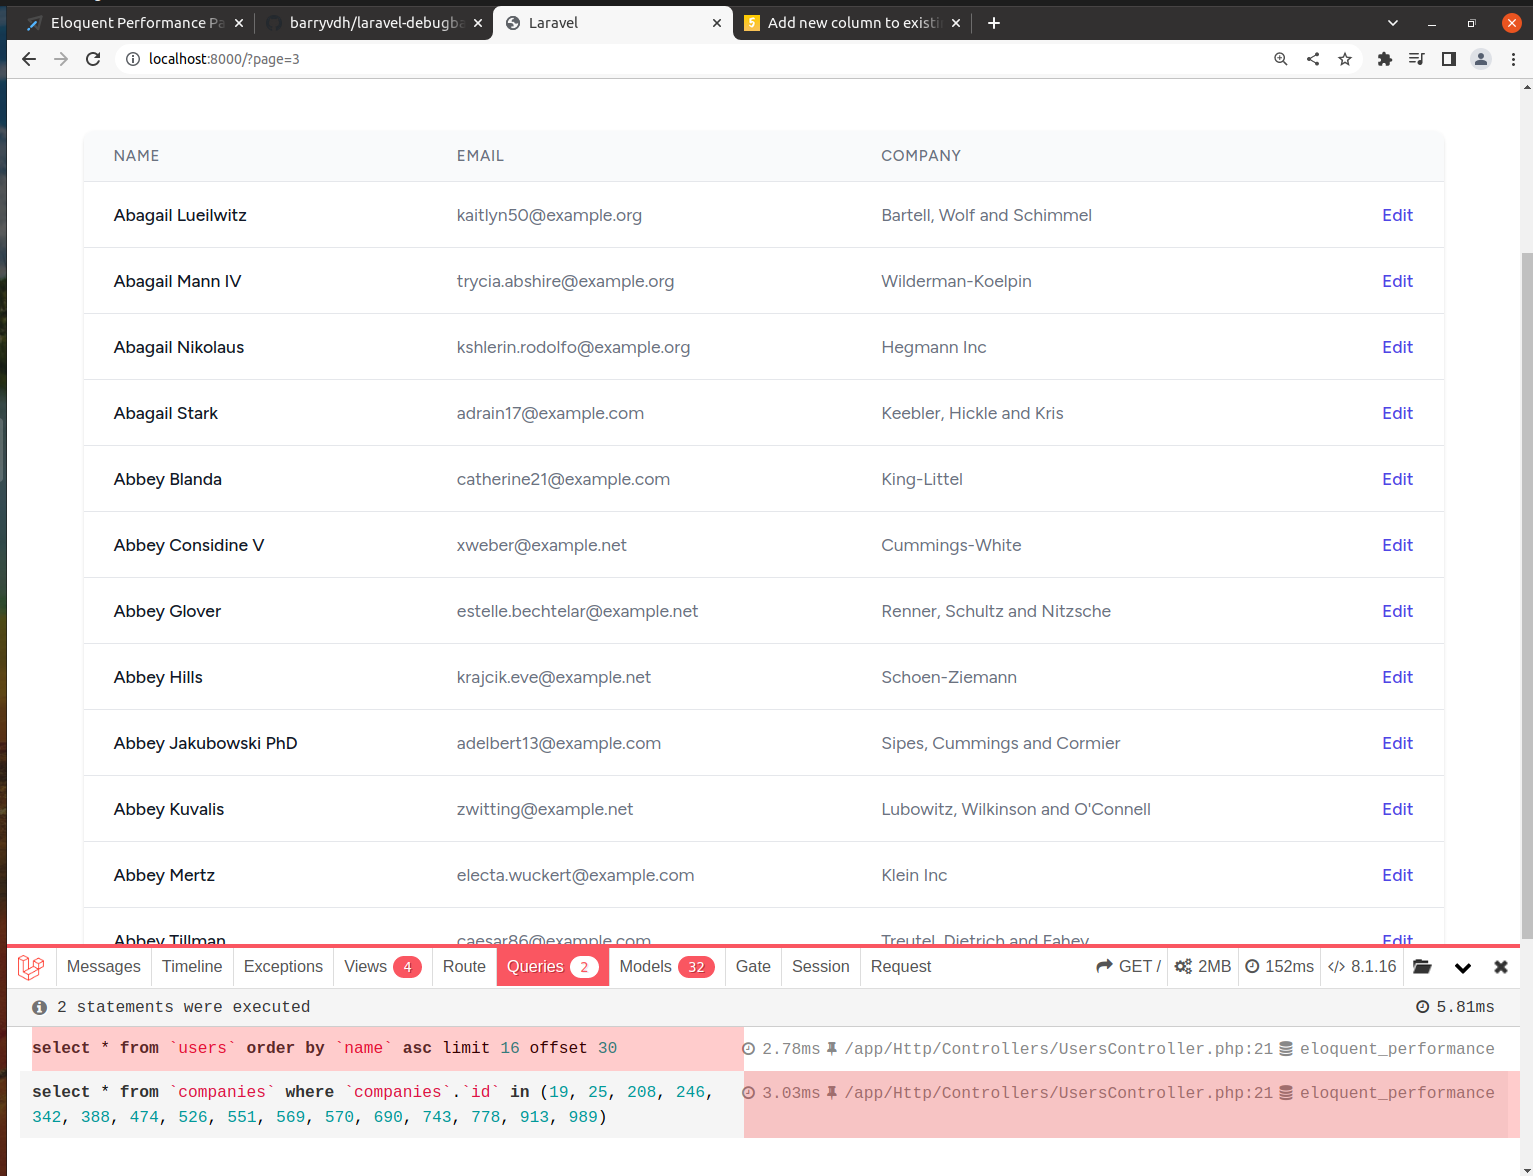 Eloquent Performance Pa
barryvdh/laravel-debugba
Laravel
Add new column to existi
localhost:8000/?page=3
NAME EMAIL COMPANY
Abagail Lueilwitz kaitlyn50@example.org Bartell, Wolf and Schimmel Edit
Abagail Mann IV trycia.abshire@example.org Wilderman-Koelpin Edit
Abagail Nikolaus kshlerin.rodolfo@example.org Hegmann Inc Edit
Abagail Stark adrain17@example.com Keebler, Hickle and Kris Edit
Abbey Blanda catherine21@example.com King-Littel Edit
Abbey Considine V xweber@example.net Cummings-White Edit
Abbey Glover estelle.bechtelar@example.net Renner, Schultz and Nitzsche Edit
Abbey Hills krajcik.eve@example.net Schoen-Ziemann Edit
Abbey Jakubowski PhD adelbert13@example.com Sipes, Cummings and Cormier Edit
Abbey Kuvalis zwitting@example.net Lubowitz, Wilkinson and O'Connell Edit
Abbey Mertz electa.wuckert@example.com Klein Inc Edit
Abbey Tillman caesar86@example.com Treutel, Dietrich and Fahey Edit
Messages Timeline Exceptions Views 4 Route Queries 2 Models 32 Gate Session Request GET / 2MB 152ms </> 8.1.16
2 statements were executed 5.81ms
select * from `users` order by `name` asc limit 16 offset 30 2.78ms /app/Http/Controllers/UsersController.php:21 eloquent_performance
select * from `companies` where `companies`.`id` in (19, 25, 208, 246, 3.03ms /app/Http/Controllers/UsersController.php:21 eloquent_performance
342, 388, 474, 526, 551, 569, 570, 690, 743, 778, 913, 989)